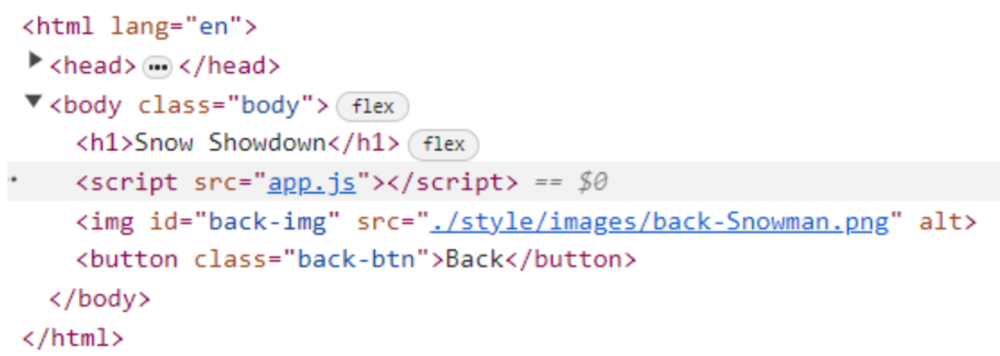 <html lang="en">
<head> ••• </head>
<body class="body"> flex
<h1>Snow Showdown</h1> flex
<script src="app.js"></script> == $0
<img id="back-img" src="./style/images/back-Snowman.png" alt>
<button class="back-btn">Back</button>
</body>
</html>